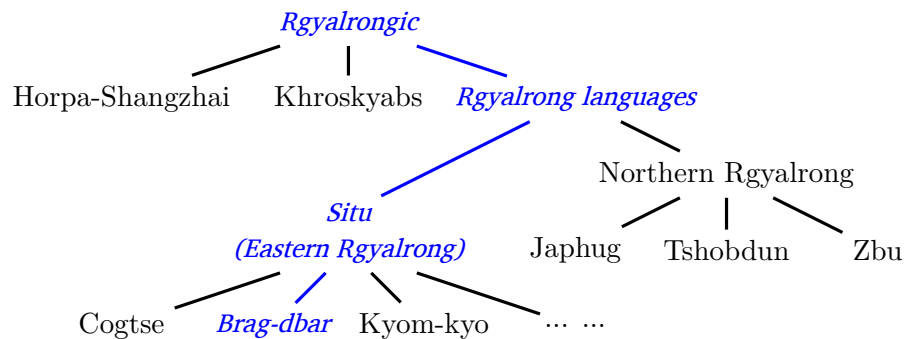 Rgyalrongic
Horpa-Shangzhai Khroskyabs Rgyalrong languages
Northern Rgyalrong
Situ
(Eastern Rgyalrong)
Japhug Tshobdun Zbu
Cogtse Brag-dbar Kyom-kyo ... ...